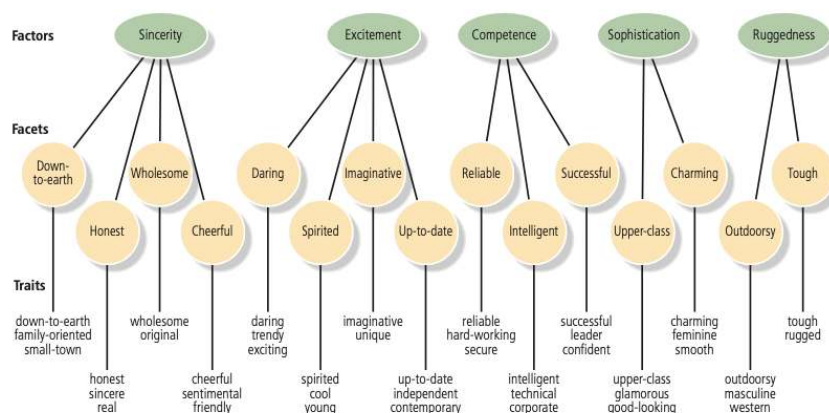 Factors
Sincerity
Excitement
Competence
Sophistication
Ruggedness
Facets
Down-
to-earth
Wholesome
Daring
Imaginative
Reliable
Successful
Charming
Tough
Honest
Cheerful
Spirited
Up-to-date
Intelligent
Upper-class
Outdoorsy
Traits
down-to-earth
family-oriented
small-town
wholesome
original
daring
trendy
exciting
imaginative
unique
reliable
hard-working
secure
successful
leader
confident
charming
feminine
smooth
tough
rugged
honest
sincere
real
cheerful
sentimental
friendly
spirited
cool
young
up-to-date
independent
contemporary
intelligent
technical
corporate
upper-class
glamorous
good-looking
outdoorsy
masculine
western